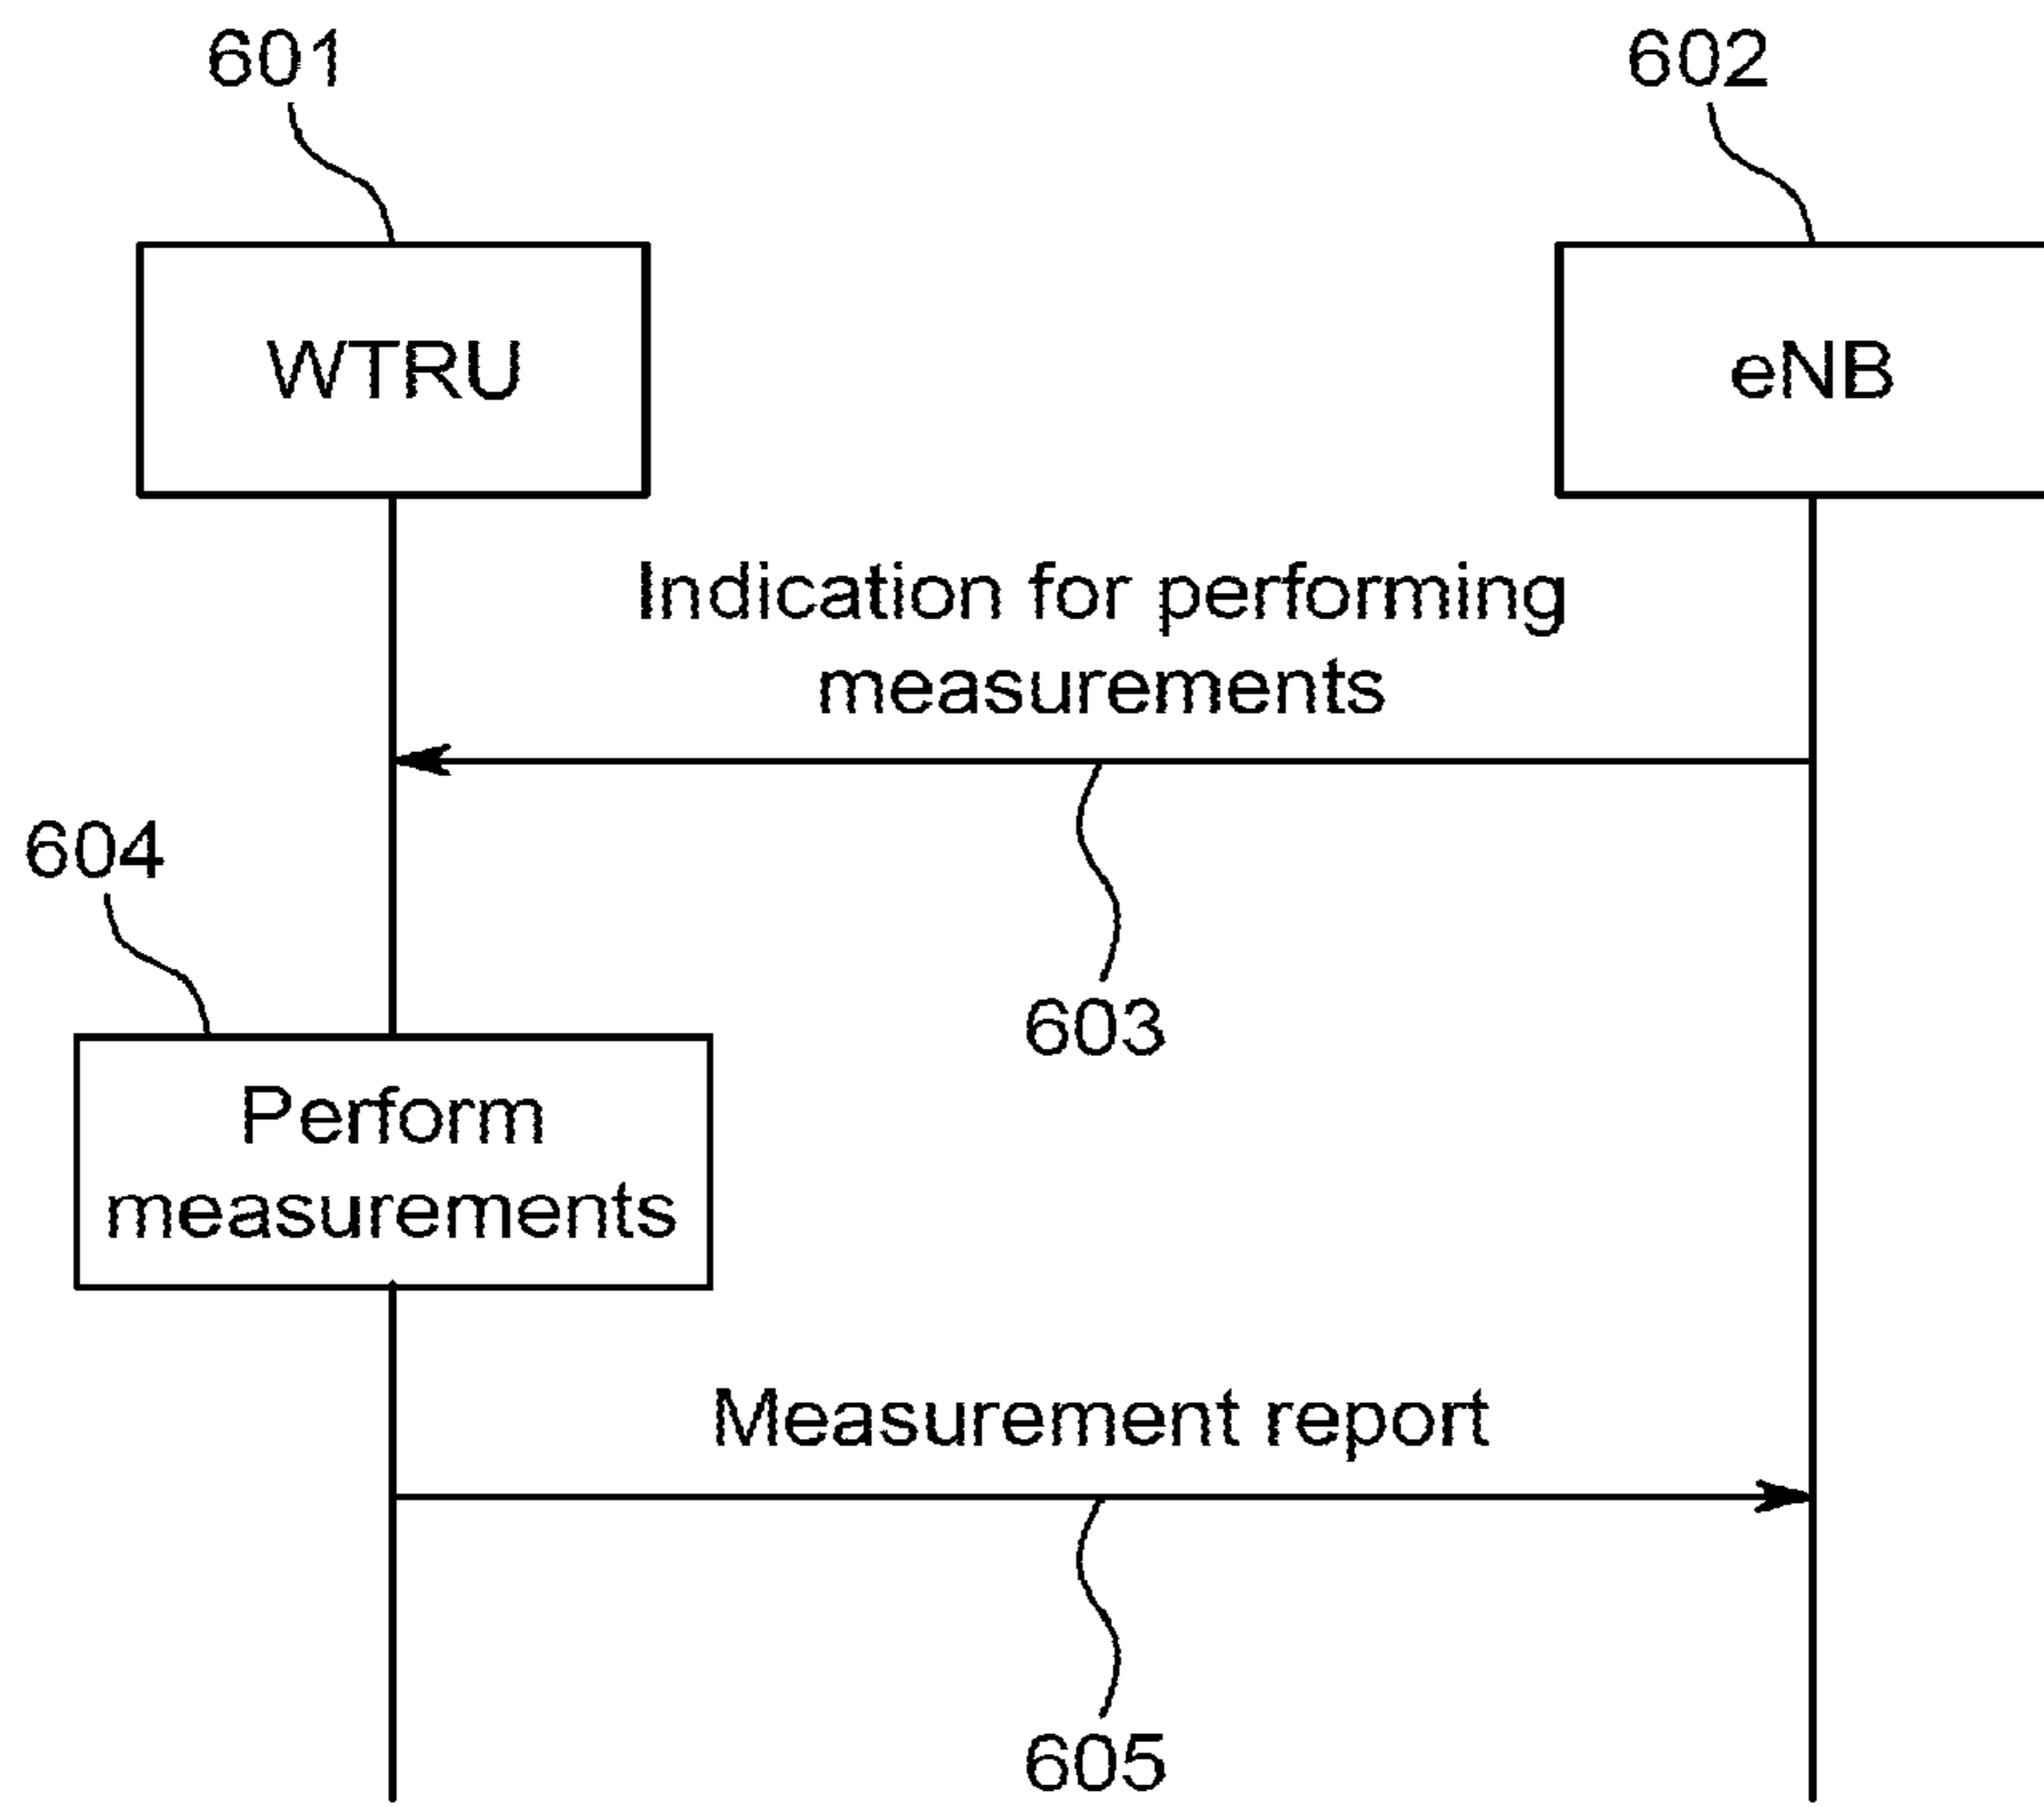 601
602
WTRU
eNB
Indication for performing
measurements
604
603
Perform
measurements
Measurement report
605